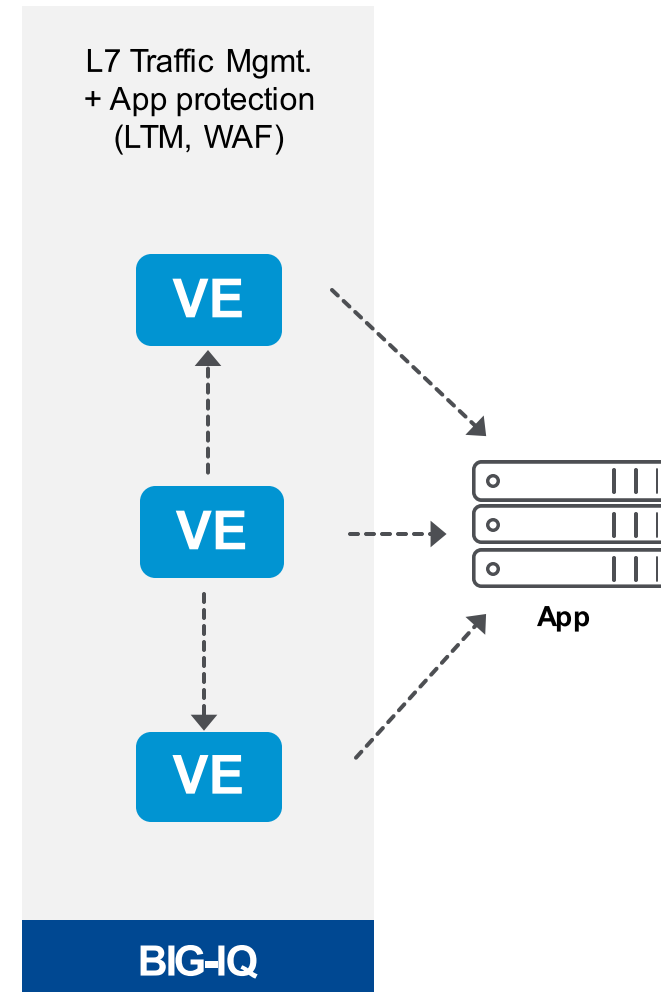 L7 Traffic Mgmt.
+ App protection
(LTM, WAF)
VE
VE
App
VE
BIG-IQ